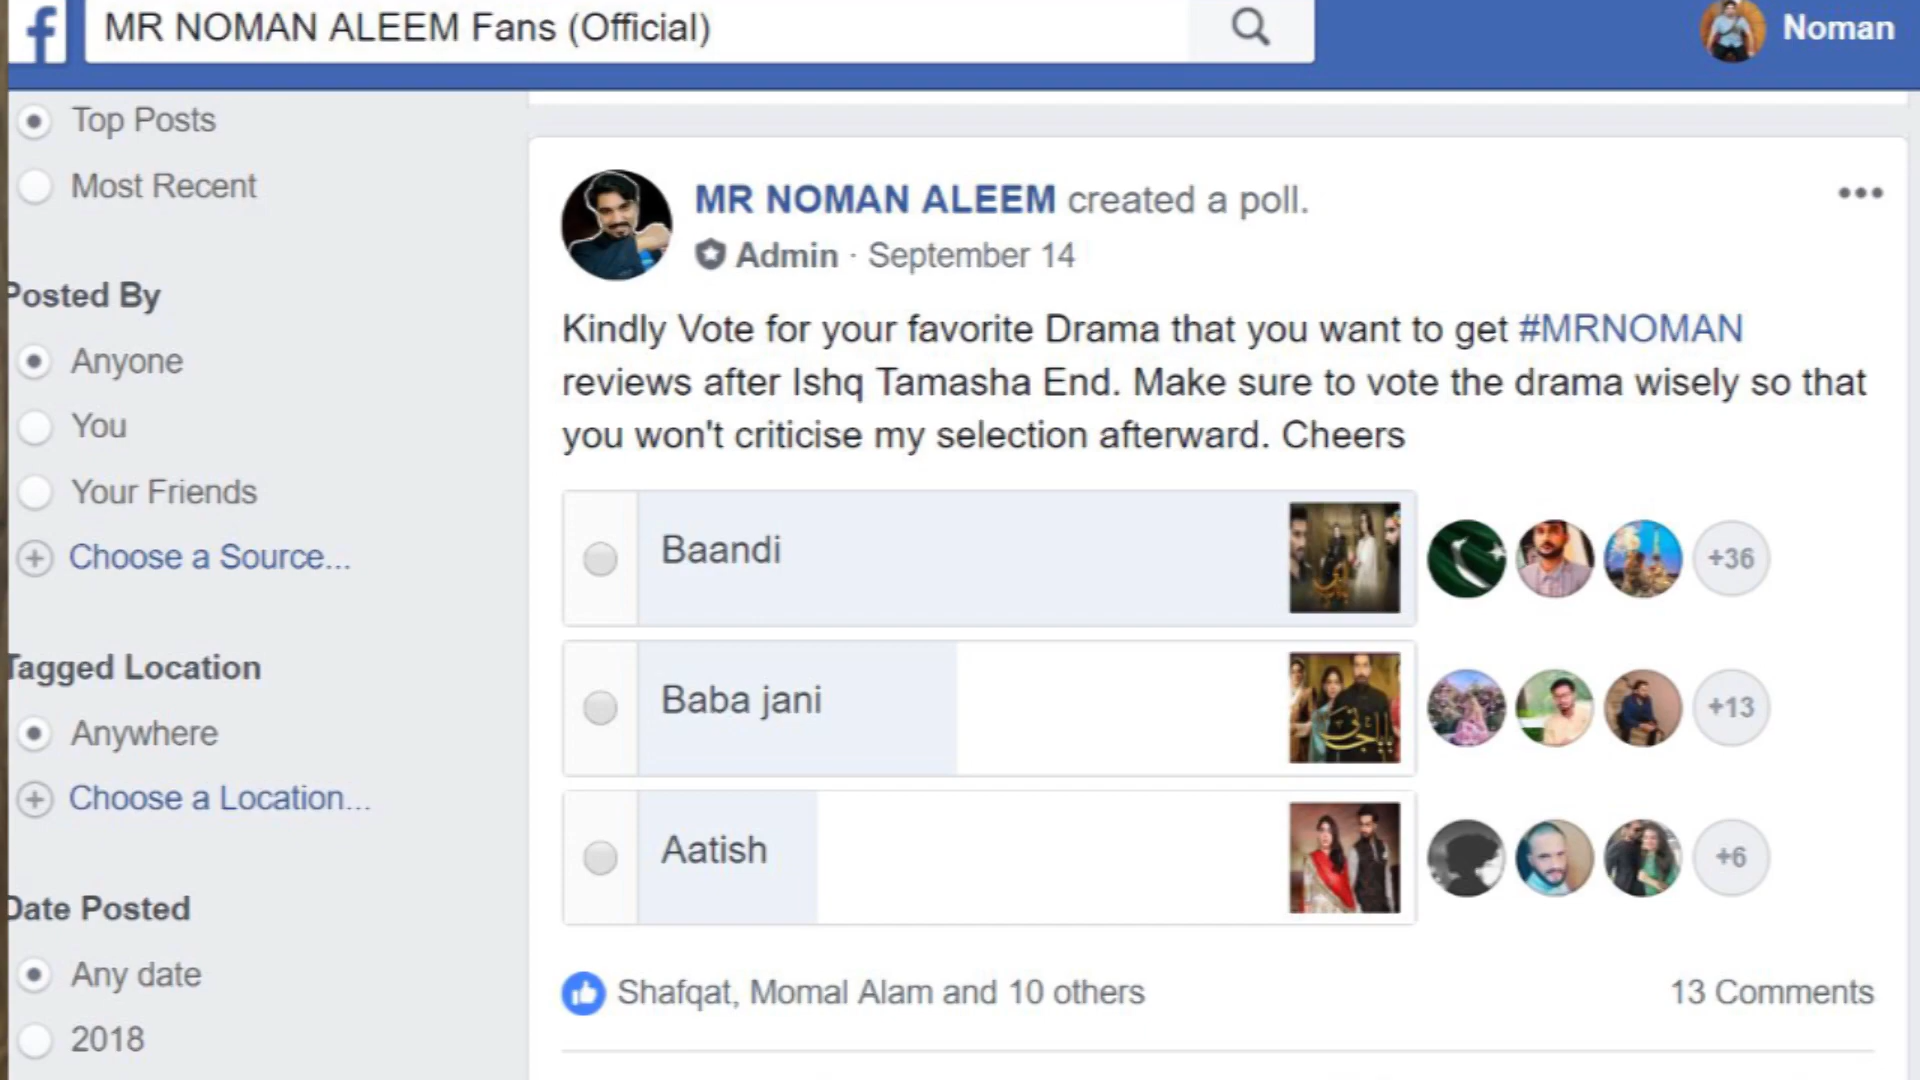 MR NOMAN ALEEM Fans (Official)
Noman
Top Posts
Most Recent
Posted By
Anyone
You
Your Friends
Choose a Source...
Tagged Location
Anywhere
Choose a Location...
Date Posted
Any date
2018
MR NOMAN ALEEM created a poll.
Admin · September 14
Kindly Vote for your favorite Drama that you want to get #MRNOMAN
reviews after Ishq Tamasha End. Make sure to vote the drama wisely so that
you won't criticise my selection afterward. Cheers
Baandi
+36
Baba jani
باباجانی
+13
Aatish
+6
Shafqat, Momal Alam and 10 others
13 Comments